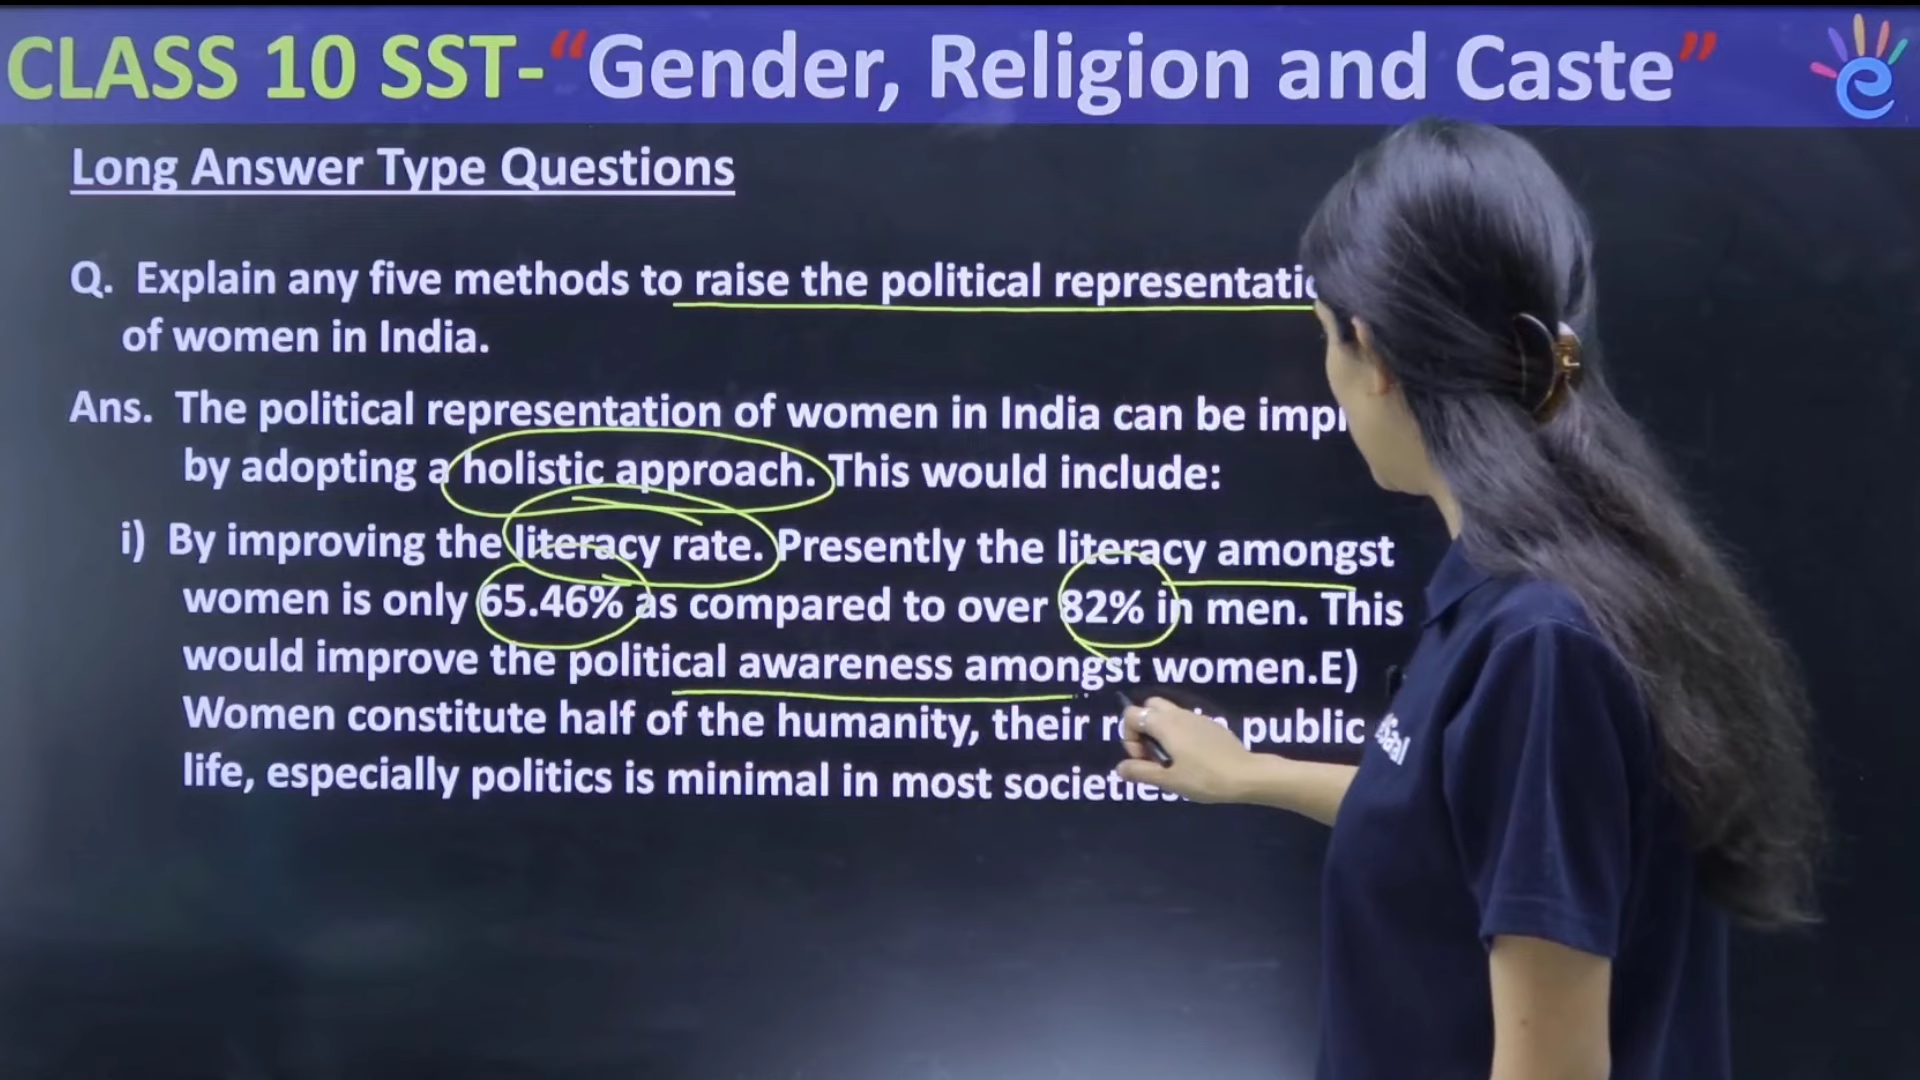 CLASS 10 SST-“Gender, Religion and Caste”
Long Answer Type Questions
Q. Explain any five methods to raise the political
of women in India.
Ans. The political representation of women in India can be
by adopting a holistic approach. This would include:
i) By improving the literacy rate. Presently the literacy amongst
women is only 65.46% as compared to over 82% in men. This
would improve the political awareness amongst women.E)
Women constitute half of the humanity, their public
life, especially politics is minimal in most societies.